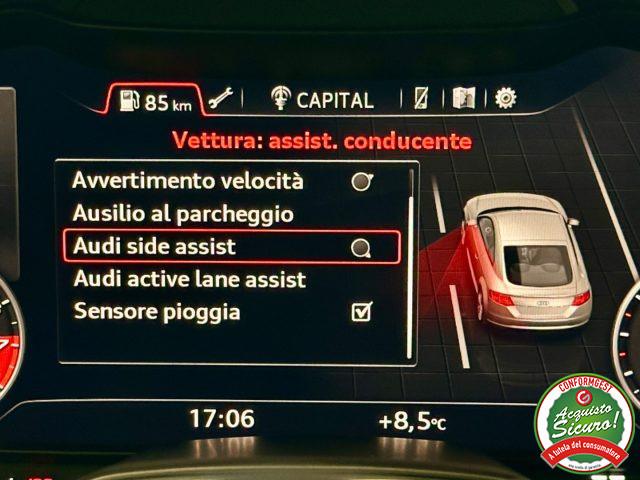 85 km
CAPITAL
Vettura: assist. conducente
Avvertimento velocità
Ausilio al parcheggio
Audi side assist
Audi active lane assist
Sensore pioggia
17:06
+8,5°C
CONFORMGEST
Acquisto
Sicuro!
A tutela del consumatore